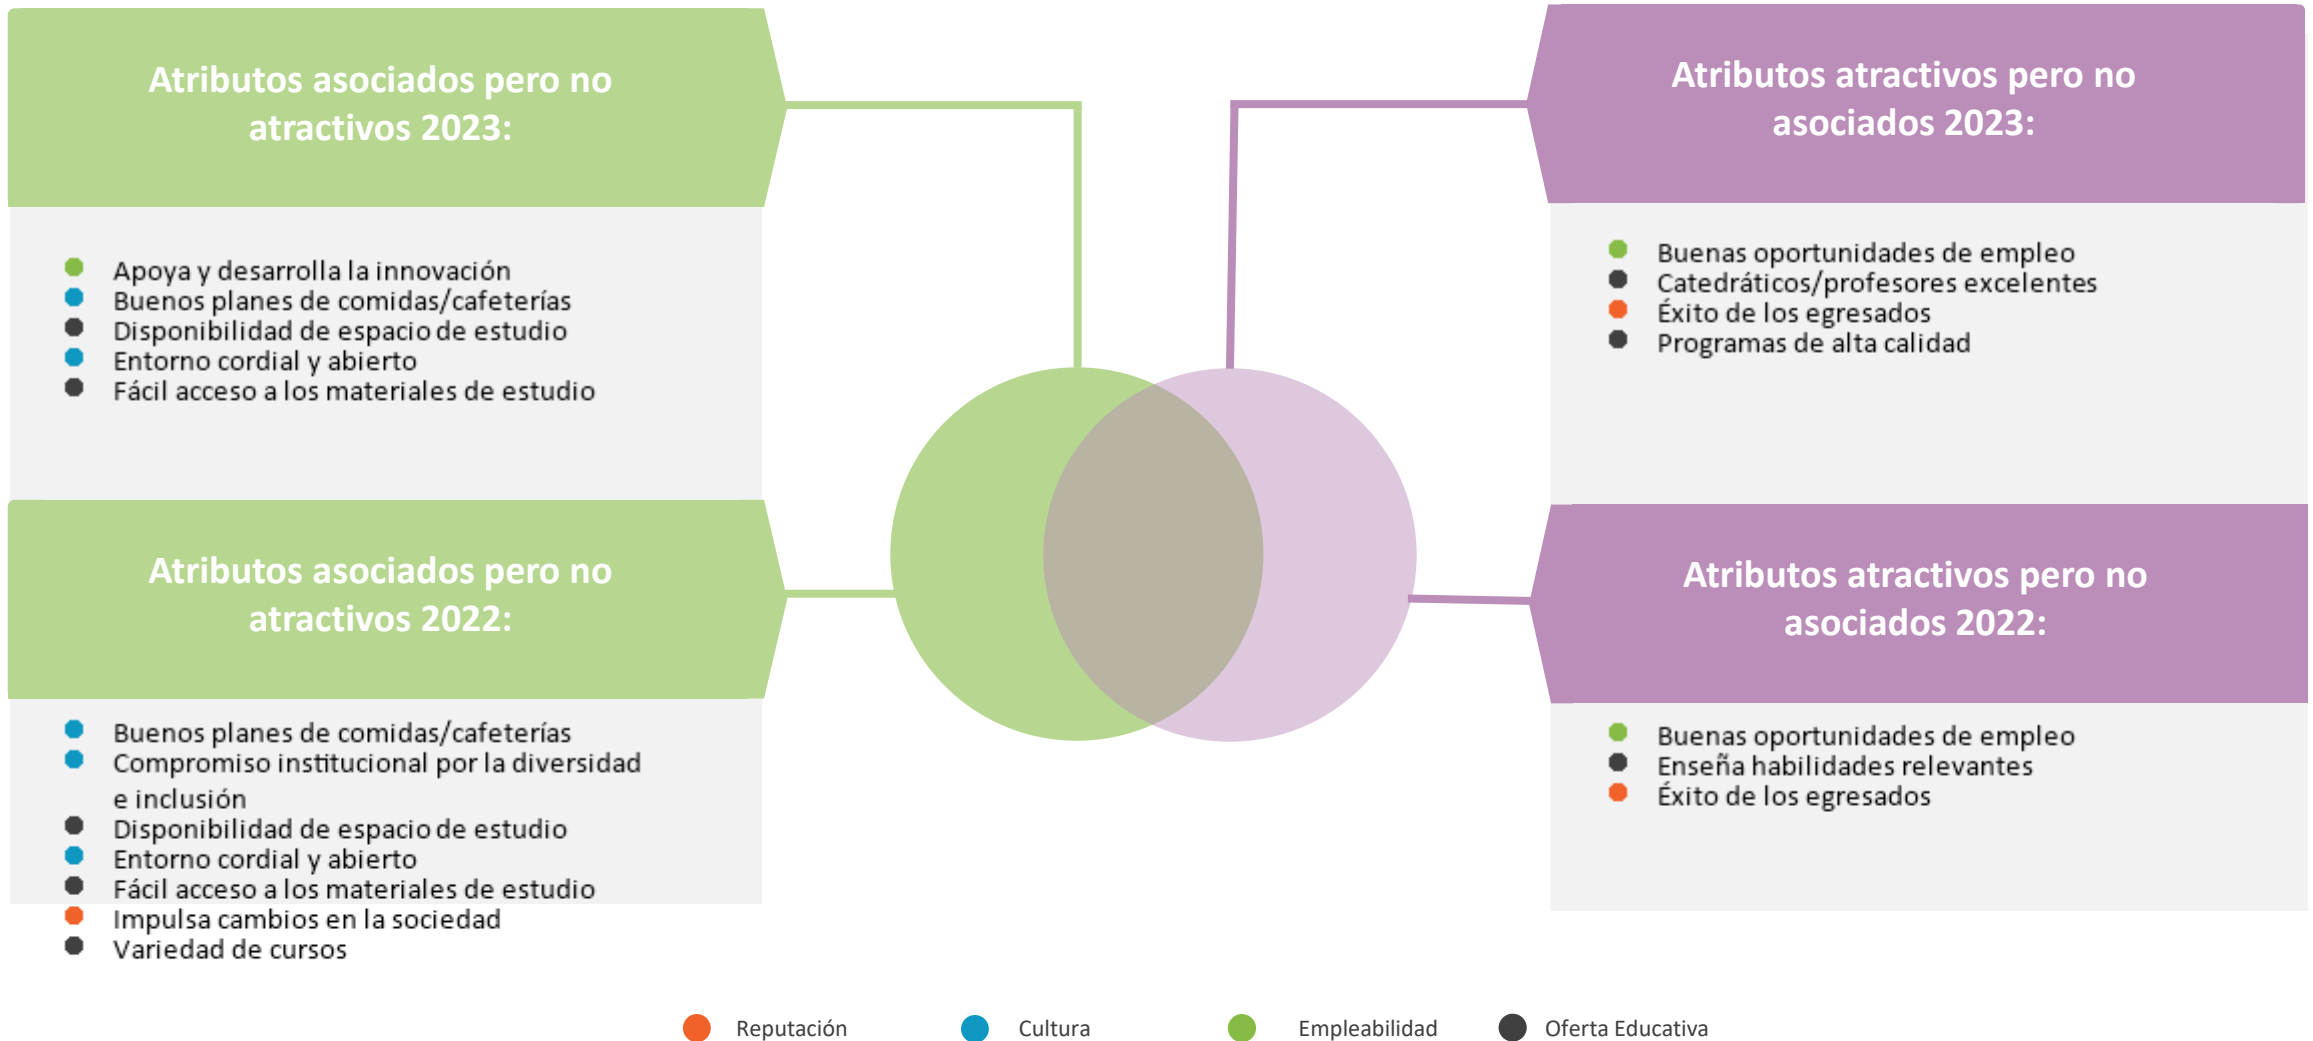 Atributos asociados pero no
atractivos 2023:
Apoya y desarrolla la innovación
Buenos planes de comidas/cafeterías
Disponibilidad de espacio de estudio
Entorno cordial y abierto
Fácil acceso a los materiales de estudio
Atributos asociados pero no
atractivos 2022:
Buenos planes de comidas/cafeterías
Compromiso institucional por la diversidad
e inclusión
Disponibilidad de espacio de estudio
Entorno cordial y abierto
Fácil acceso a los materiales de estudio
Impulsa cambios en la sociedad
Variedad de cursos
Atributos atractivos pero no
asociados 2023:
Buenas oportunidades de empleo
Catedráticos/profesores excelentes
Éxito de los egresados
Programas de alta calidad
Atributos atractivos pero no
asociados 2022:
Buenas oportunidades de empleo
Enseña habilidades relevantes
Éxito de los egresados
Reputación
Cultura
Empleabilidad
Oferta Educativa